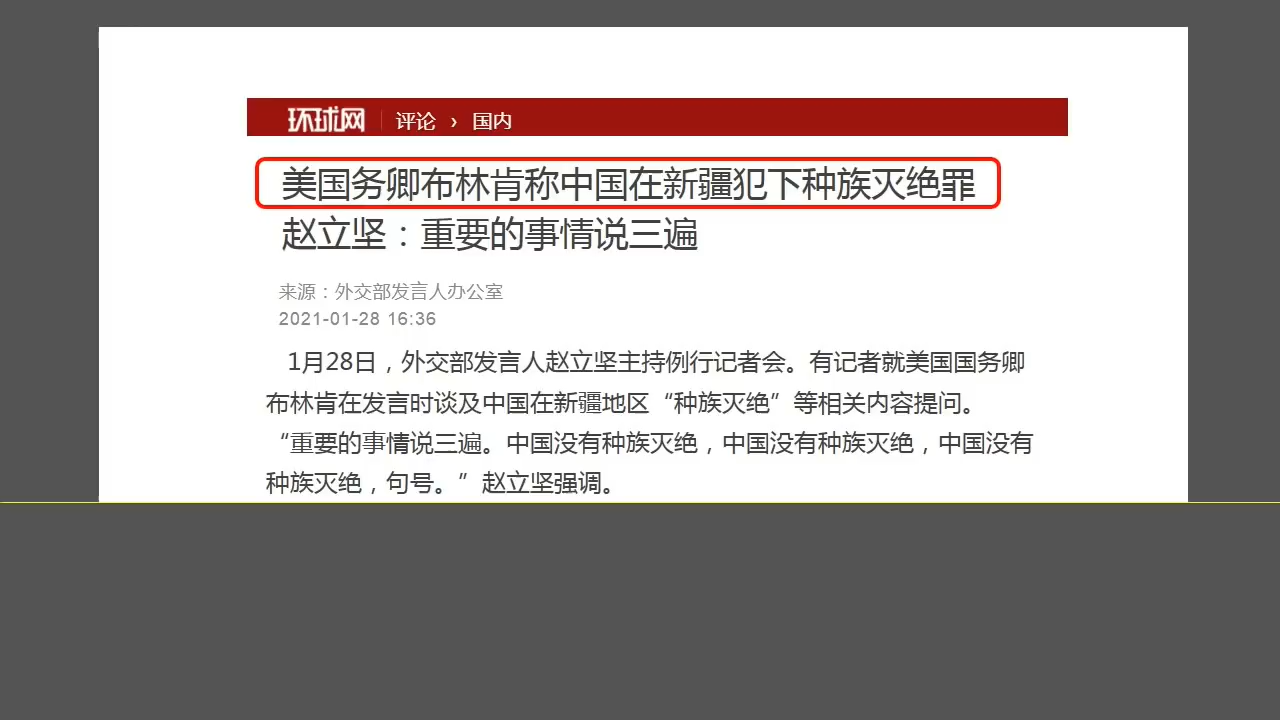 环球网 评论 › 国内
美国务卿布林肯称中国在新疆犯下种族灭绝罪
赵立坚：重要的事情说三遍
来源：外交部发言人办公室
2021-01-28 16:36
1月28日，外交部发言人赵立坚主持例行记者会。有记者就美国国务卿
布林肯在发言时谈及中国在新疆地区“种族灭绝”等相关内容提问。
“重要的事情说三遍。中国没有种族灭绝，中国没有种族灭绝，中国没有
种族灭绝，句号。”赵立坚强调。